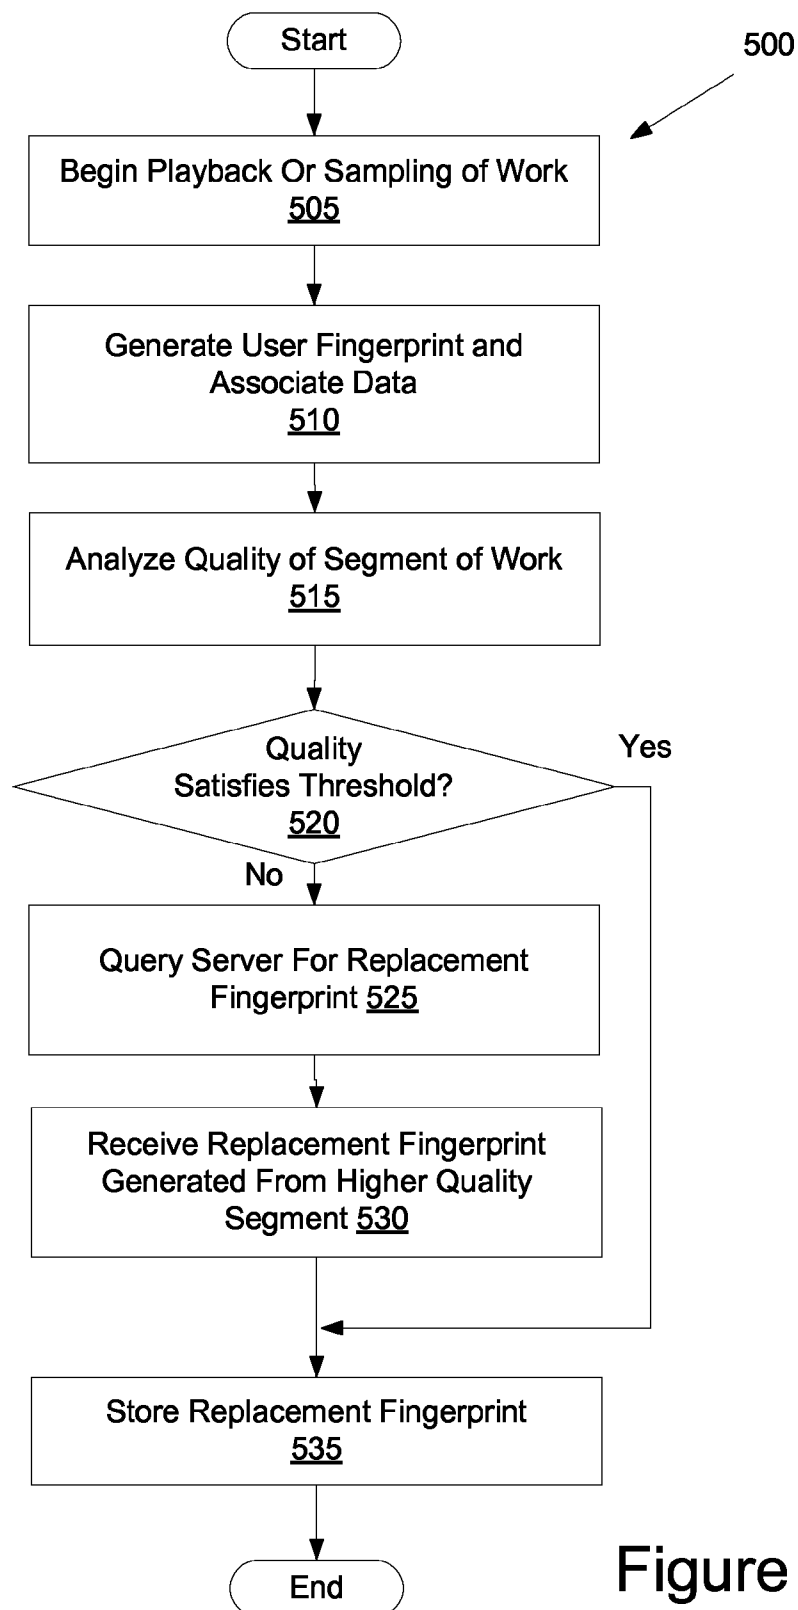 Start
500
Begin Playback Or Sampling of Work
505
Generate User Fingerprint and
Associate Data
510
Analyze Quality of Segment of Work
515
Quality
Satisfies Threshold?
520
Yes
No
Query Server For Replacement
Fingerprint 525
Receive Replacement Fingerprint
Generated From Higher Quality
Segment 530
Store Replacement Fingerprint
535
End
Figure